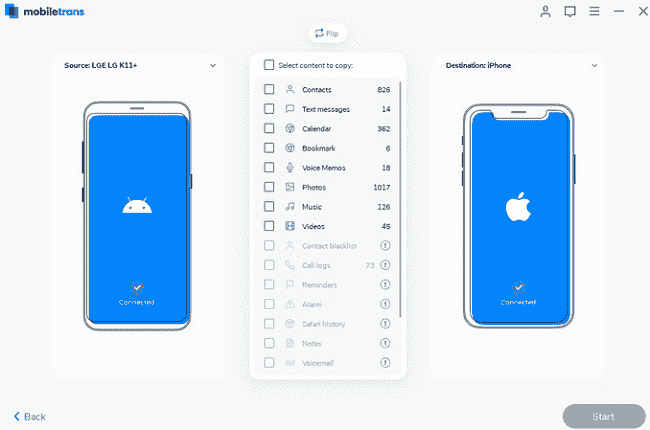 mobiletrans
Flip
Source: LGE LG K11+
Select content to copy:
Destination: iPhone
Contacts 826
Text messages 14
Calendar 362
Bookmark 6
Voice Memos 18
Photos 1017
Music 126
Videos 45
Contact blacklist
Call logs 73
Reminders
Alarm
Safari history
Notes
Voicemail
Connected
Connected
Back
Start